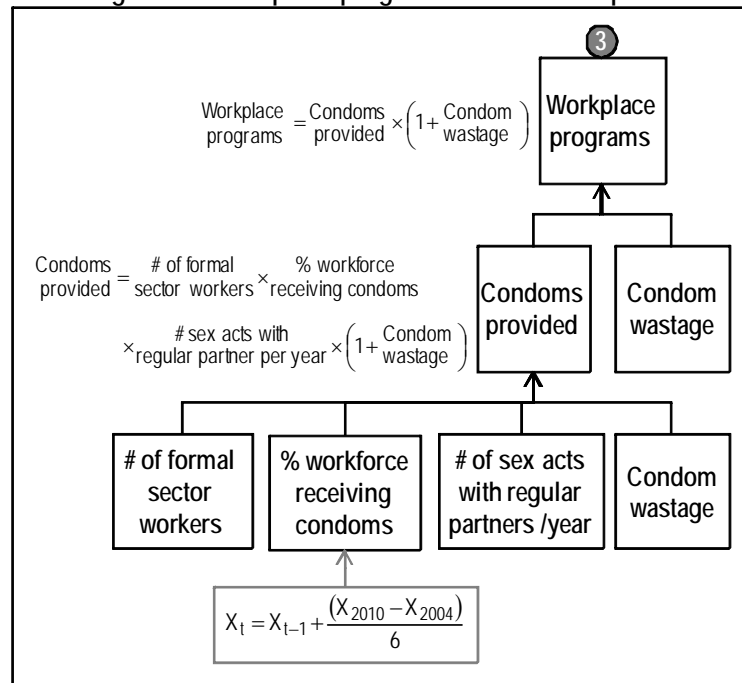 3
Workplace programs = Condoms provided × (1 + Condom wastage)
Workplace
programs
Condoms provided = # of formal sector workers × % workforce receiving condoms
× # sex acts with regular partner per year × (1 + Condom wastage)
Condoms
provided
Condom
wastage
# of formal
sector
workers
% workforce
receiving
condoms
# of sex acts
with regular
partners /year
Condom
wastage
X_t = X_{t–1} + (X_2010 – X_2004) / 6